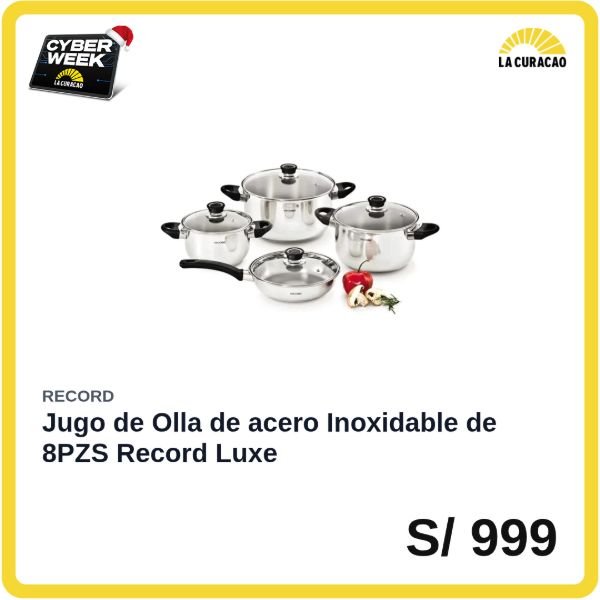 CYBER
WEEK
LA CURACAO
LA CURACAO
RECORD
Jugo de Olla de acero Inoxidable de
8PZS Record Luxe
S/ 999